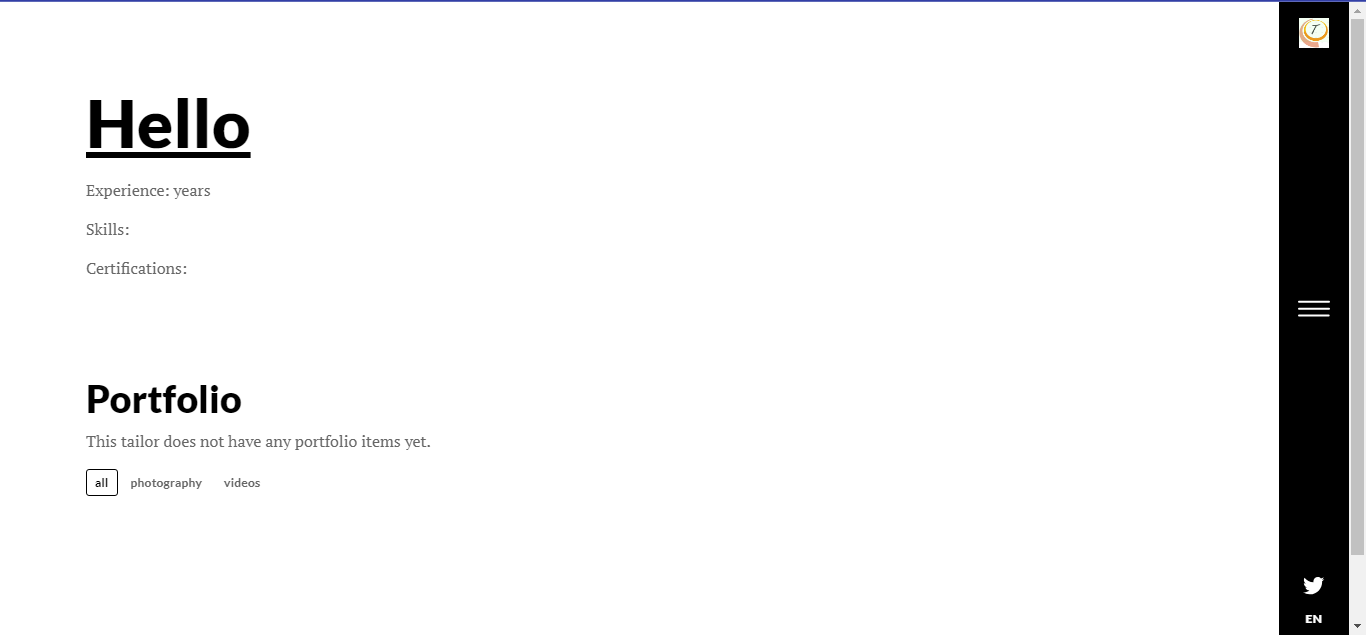 Hello
Experience: years
Skills:
Certifications:
Portfolio
This tailor does not have any portfolio items yet.
all photography videos
T
EN